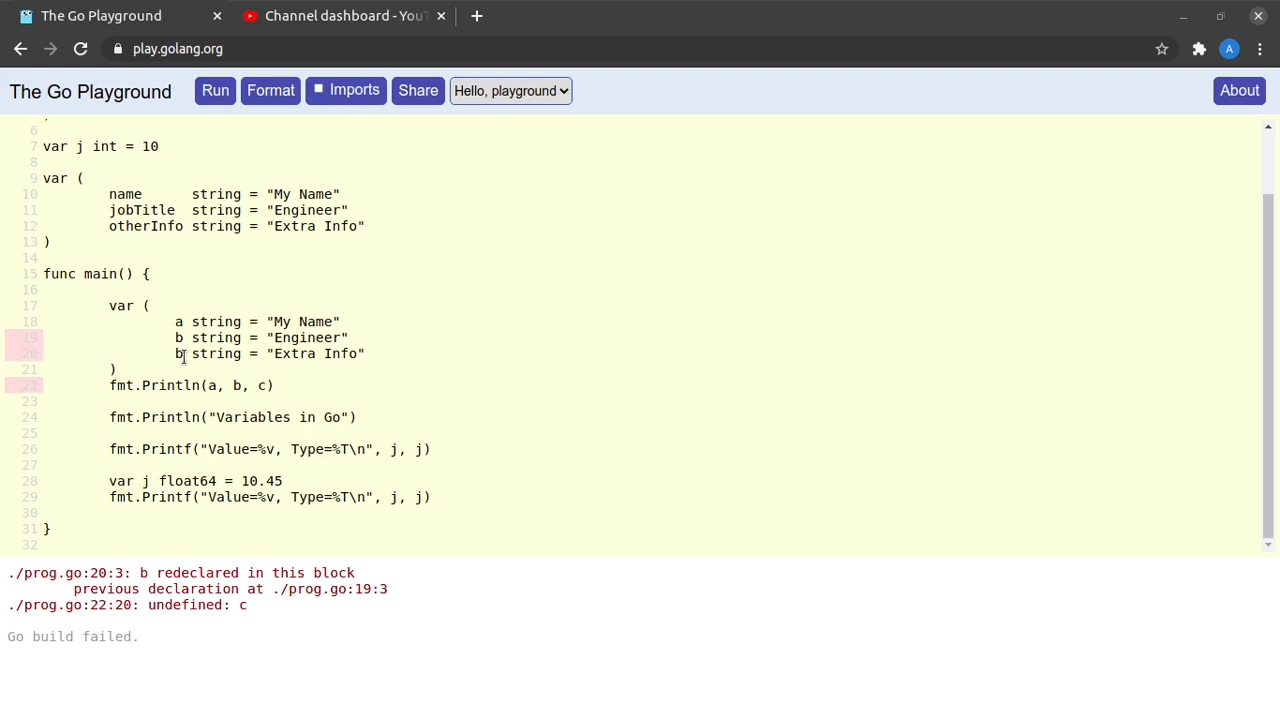 The Go Playground
Channel dashboard - YouT
play.golang.org
A
The Go Playground
Run
Format
Imports
Share
Hello, playground
About
6
7 var j int = 10
8
9 var (
10 name string = "My Name"
11 jobTitle string = "Engineer"
12 otherInfo string = "Extra Info"
13 )
14
15 func main() {
16
17 var (
18 a string = "My Name"
19 b string = "Engineer"
20 b string = "Extra Info"
21 )
22 fmt.Println(a, b, c)
23
24 fmt.Println("Variables in Go")
25
26 fmt.Printf("Value=%v, Type=%T\n", j, j)
27
28 var j float64 = 10.45
29 fmt.Printf("Value=%v, Type=%T\n", j, j)
30
31 }
32
./prog.go:20:3: b redeclared in this block
previous declaration at ./prog.go:19:3
./prog.go:22:20: undefined: c
Go build failed.